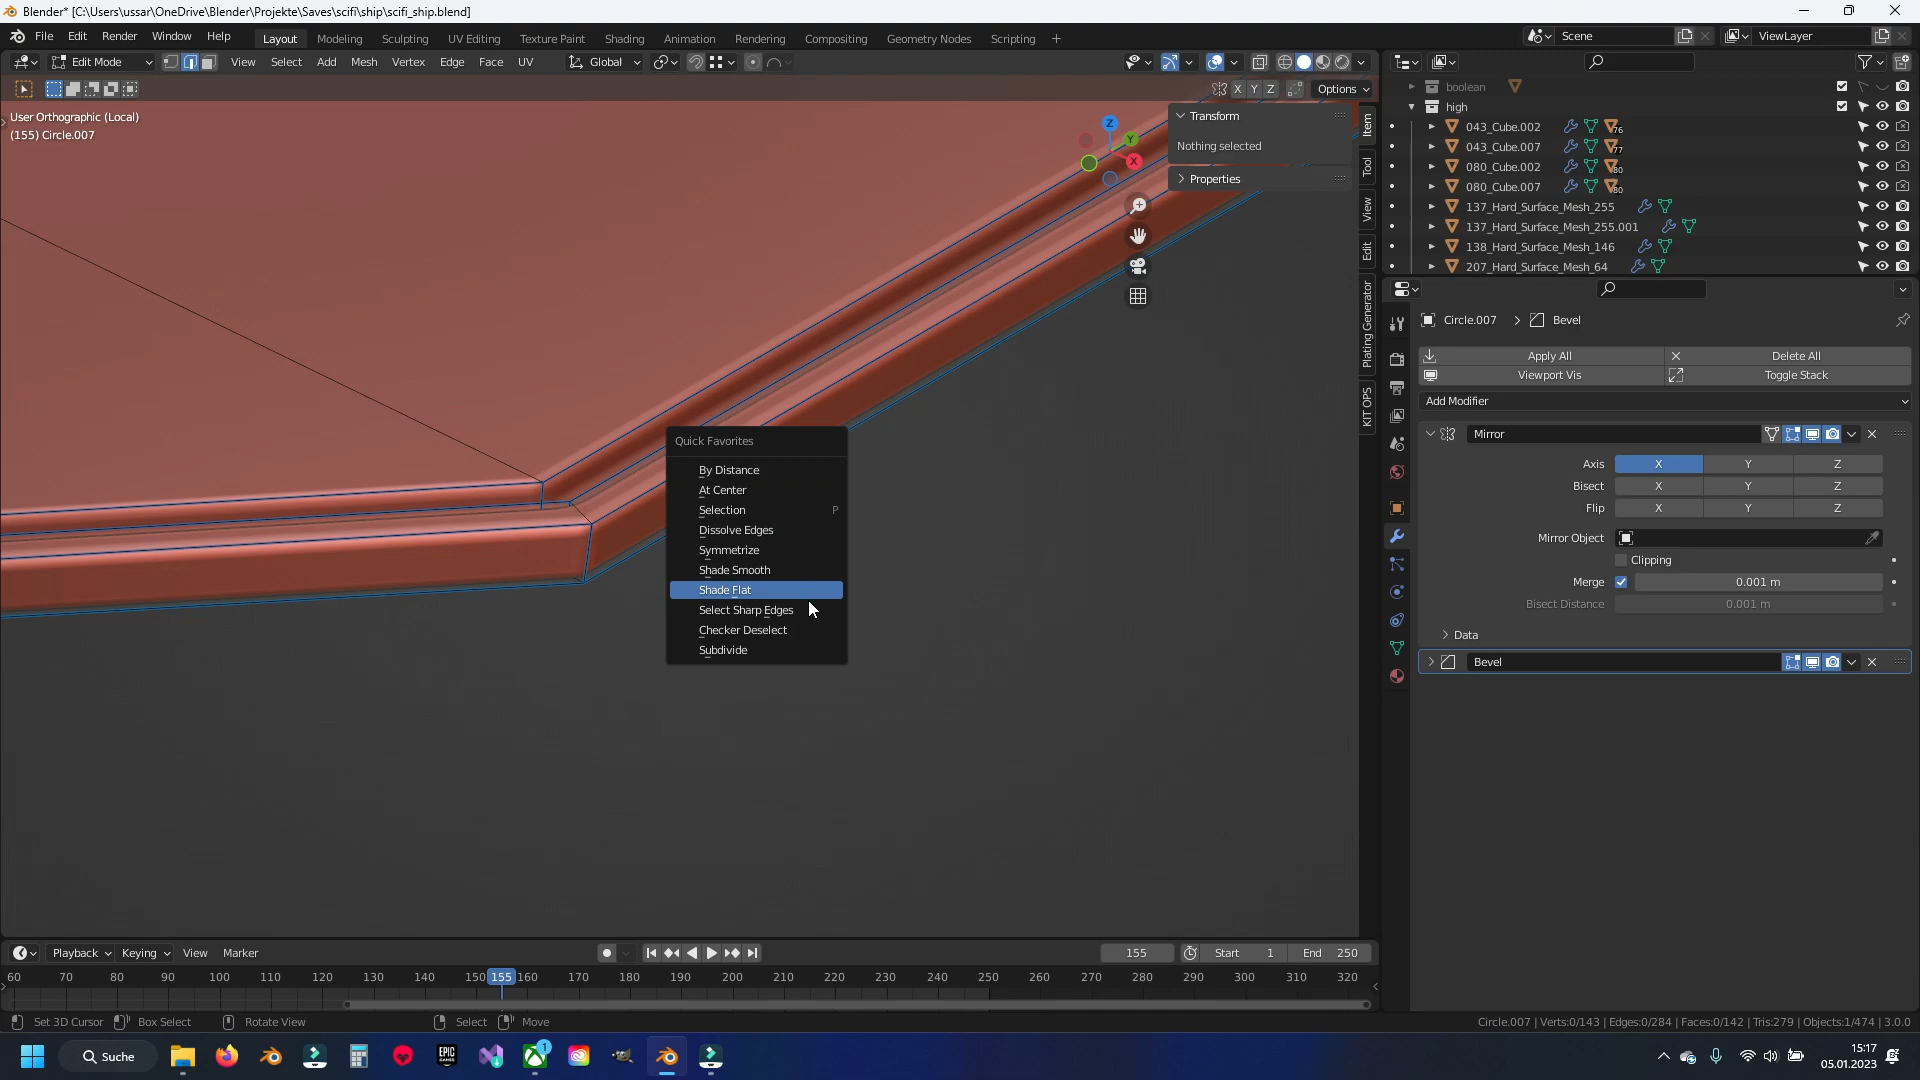 Blender* [C:\Users\ussar\OneDrive\Blender\Projekte\Saves\scifi\ship\scifi_ship.blend]
File Edit Render Window Help Layout Modeling Sculpting UV Editing Texture Paint Shading Animation Rendering Compositing Geometry Nodes Scripting + Scene ViewLayer
Edit Mode View Select Add Mesh Vertex Edge Face UV Global
X Y Z Options
User Orthographic (Local)
(155) Circle.007
Z
Y
X
Transform
Nothing selected
Properties
Item
Tool
View
Edit
Plating Generator
KIT OPS
boolean
high
043_Cube.002 76
043_Cube.007 77
080_Cube.002 80
080_Cube.007 80
137_Hard_Surface_Mesh_255
137_Hard_Surface_Mesh_255.001
138_Hard_Surface_Mesh_146
207_Hard_Surface_Mesh_64
Circle.007 Bevel
Apply All Delete All
Viewport Vis Toggle Stack
Add Modifier
Mirror
Axis X Y Z
Bisect X Y Z
Flip X Y Z
Mirror Object
Clipping
Merge 0.001 m
Bisect Distance 0.001 m
Data
Bevel
Quick Favorites
By Distance
At Center
Selection P
Dissolve Edges
Symmetrize
Shade Smooth
Shade Flat
Select Sharp Edges
Checker Deselect
Subdivide
Playback Keying View Marker 155 Start 1 End 250
60 70 80 90 100 110 120 130 140 150 155 160 170 180 190 200 210 220 230 240 250 260 270 280 290 300 310 320
Set 3D Cursor Box Select Rotate View Select Move Circle.007 | Verts:0/143 | Edges:0/284 | Faces:0/142 | Tris:279 | Objects:1/474 | 3.0.0
Suche
EPIC GAMES
1
15:17
05.01.2023